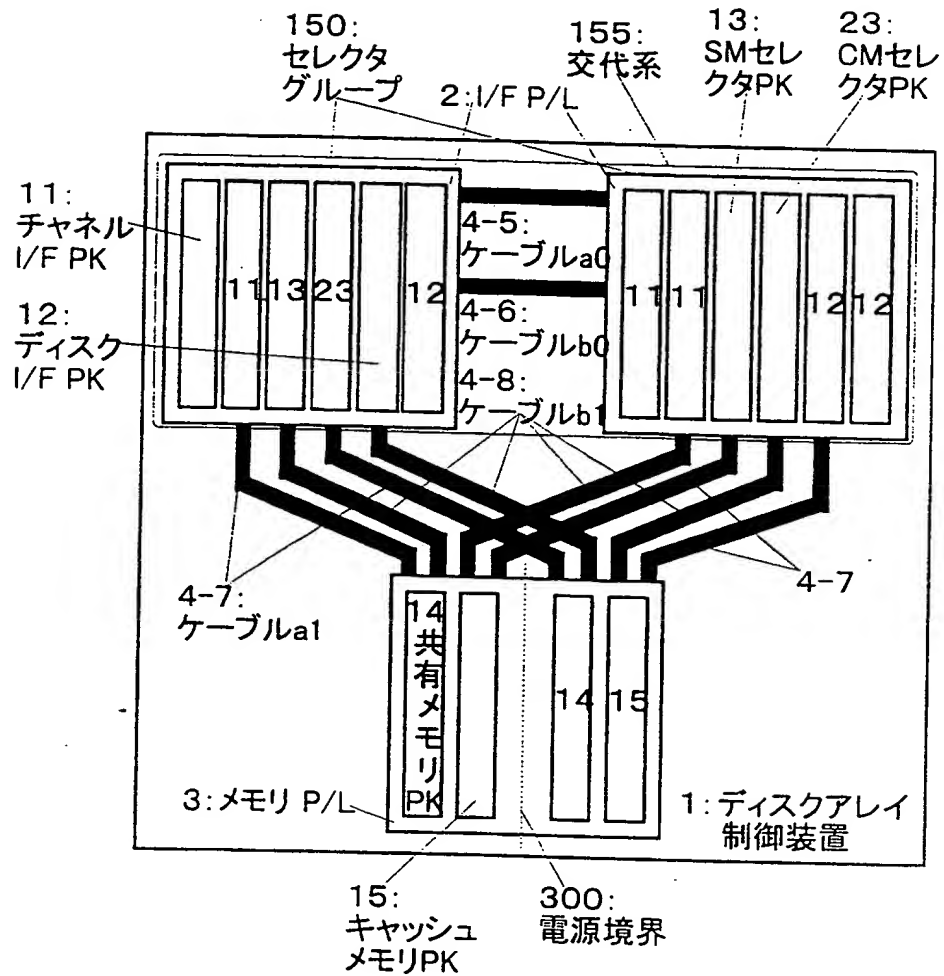 150:
セレクタ
グループ
155:
交代系
13:
SMセレ
クタPK
23:
CMセレ
クタPK
2:I/F P/L
11:
チャネル
I/F PK
12:
ディスク
I/F PK
11
13
23
12
4-5:
ケーブルa0
4-6:
ケーブルb0
4-8:
ケーブルb1
11
11
12
12
4-7:
ケーブルa1
4-7
14
共有メモリ
PK
14
15
3:メモリ P/L
1:ディスクアレイ
制御装置
15:
キャッシュ
メモリPK
300:
電源境界